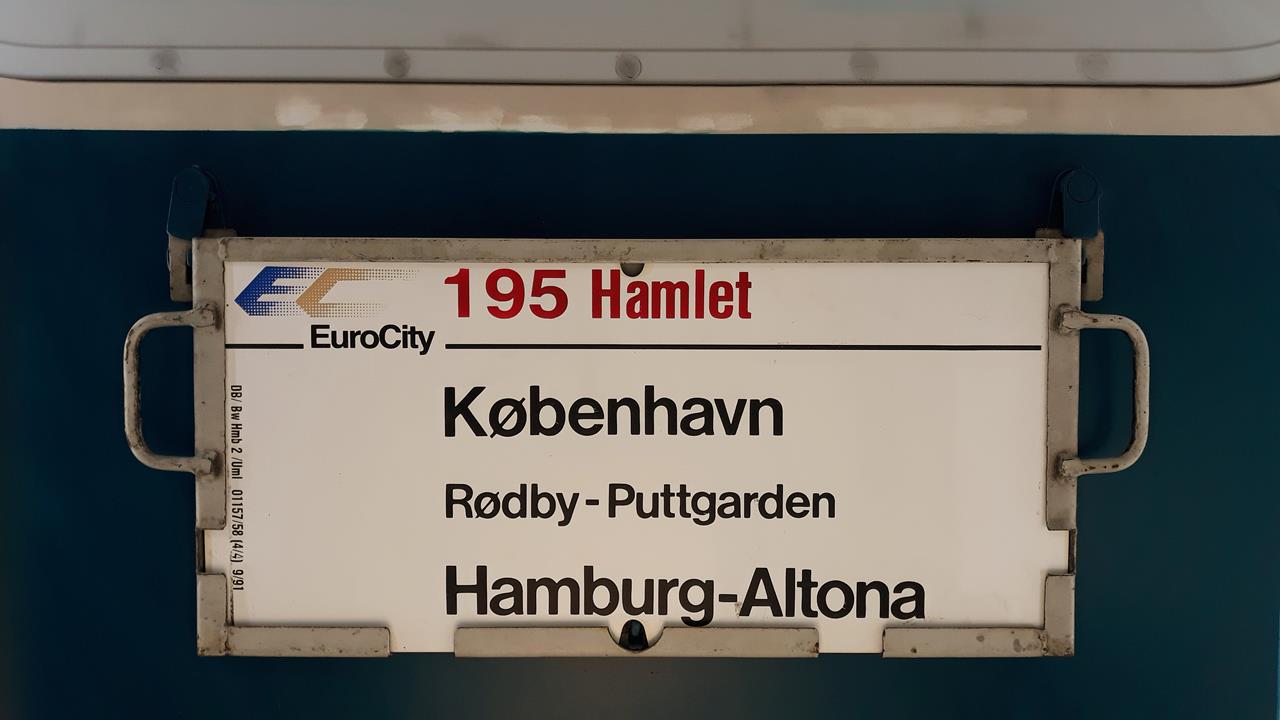 EC 195 Hamlet
EuroCity
København
Rødby-Puttgarden
Hamburg-Altona
DB/ Bw Hmb 2 /Uml 01157/58 (4/4) 9/91